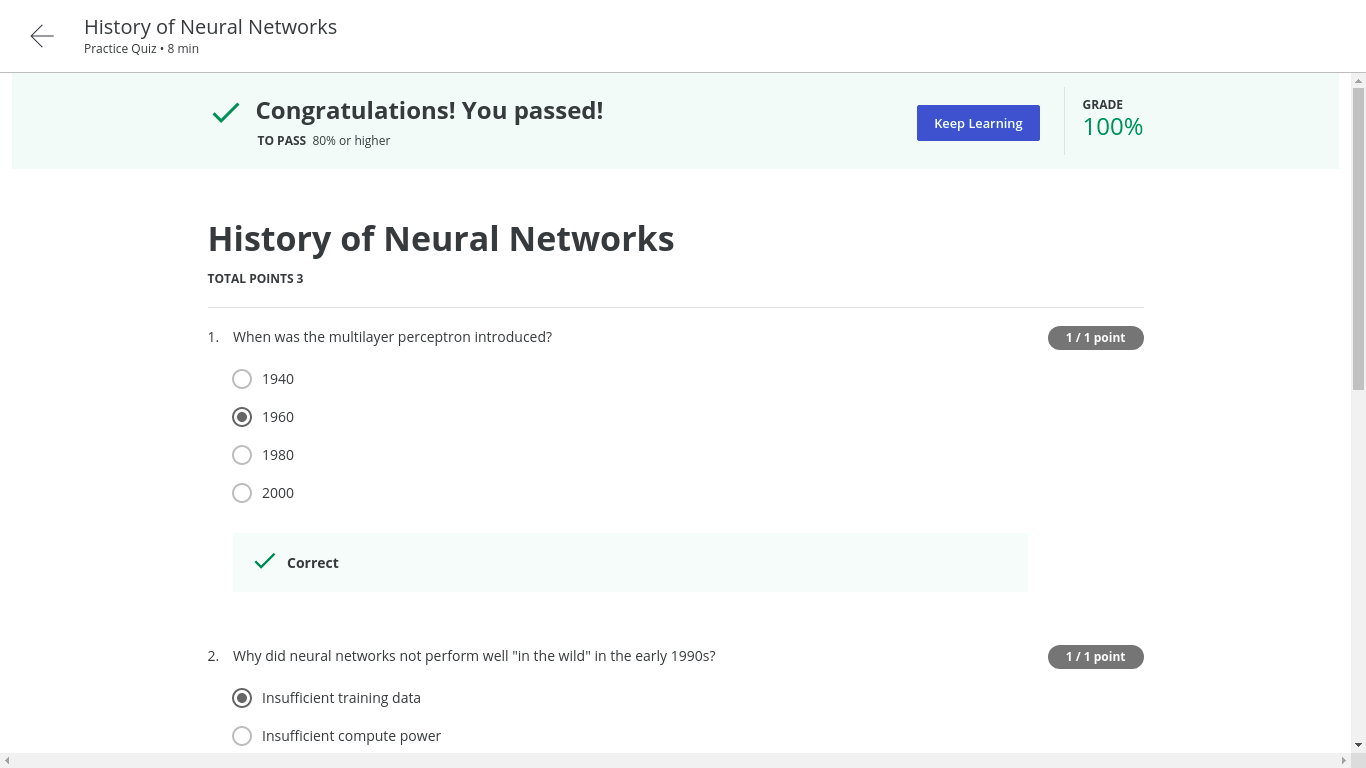 History of Neural Networks
Practice Quiz • 8 min
Congratulations! You passed!
TO PASS 80% or higher
Keep Learning
GRADE
100%
History of Neural Networks
TOTAL POINTS 3
1. When was the multilayer perceptron introduced?
1 / 1 point
1940
1960
1980
2000
Correct
2. Why did neural networks not perform well "in the wild" in the early 1990s?
1 / 1 point
Insufficient training data
Insufficient compute power